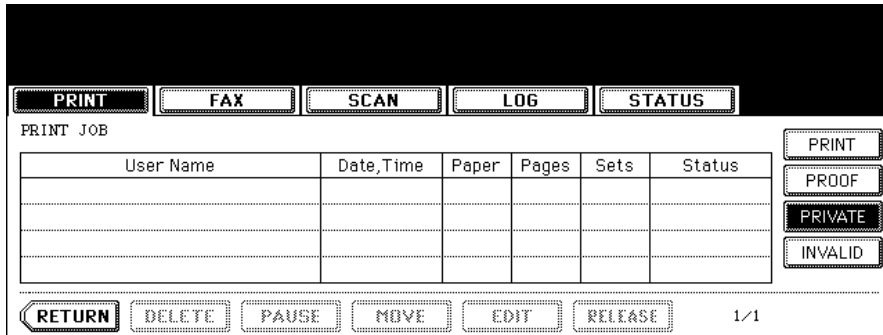 PRINT FAX SCAN LOG STATUS
PRINT JOB
PRINT
User Name Date,Time Paper Pages Sets Status
PROOF
PRIVATE
INVALID
RETURN DELETE PAUSE MOVE EDIT RELEASE 1/1